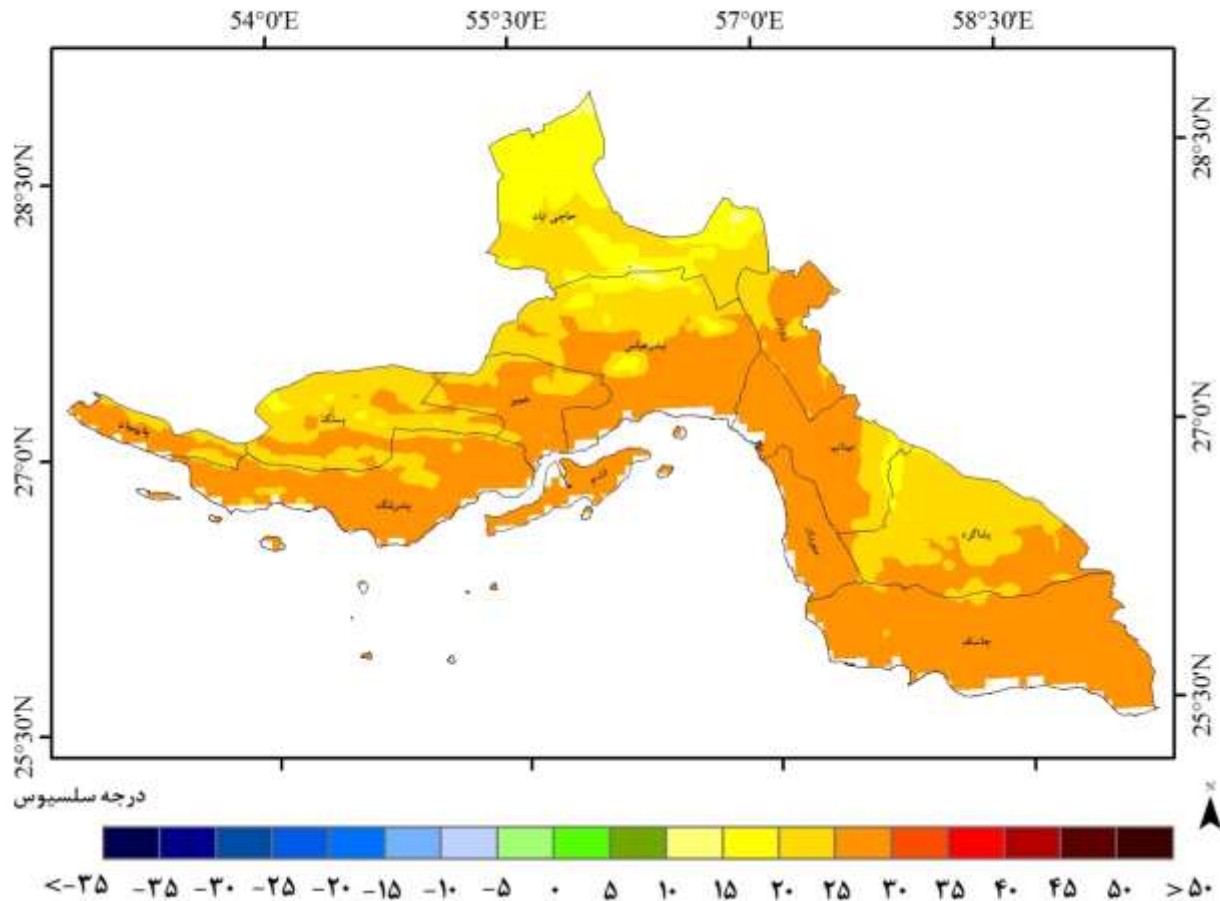 54°0'E 55°30'E 57°0'E 58°30'E
28°30'N
28°30'N
27°0'N
27°0'N
25°30'N
25°30'N
حاجی آباد
بندرعباس
بستک
خمیر
پارسیان
بندرلنگه
قشم
میناب
بشاگرد
جاسک
درجه سلسیوس
N
<-۳۵ -۳۵ -۳۰ -۲۵ -۲۰ -۱۵ -۱۰ -۵ ۰ ۵ ۱۰ ۱۵ ۲۰ ۲۵ ۳۰ ۳۵ ۴۰ ۴۵ ۵۰ >۵۰